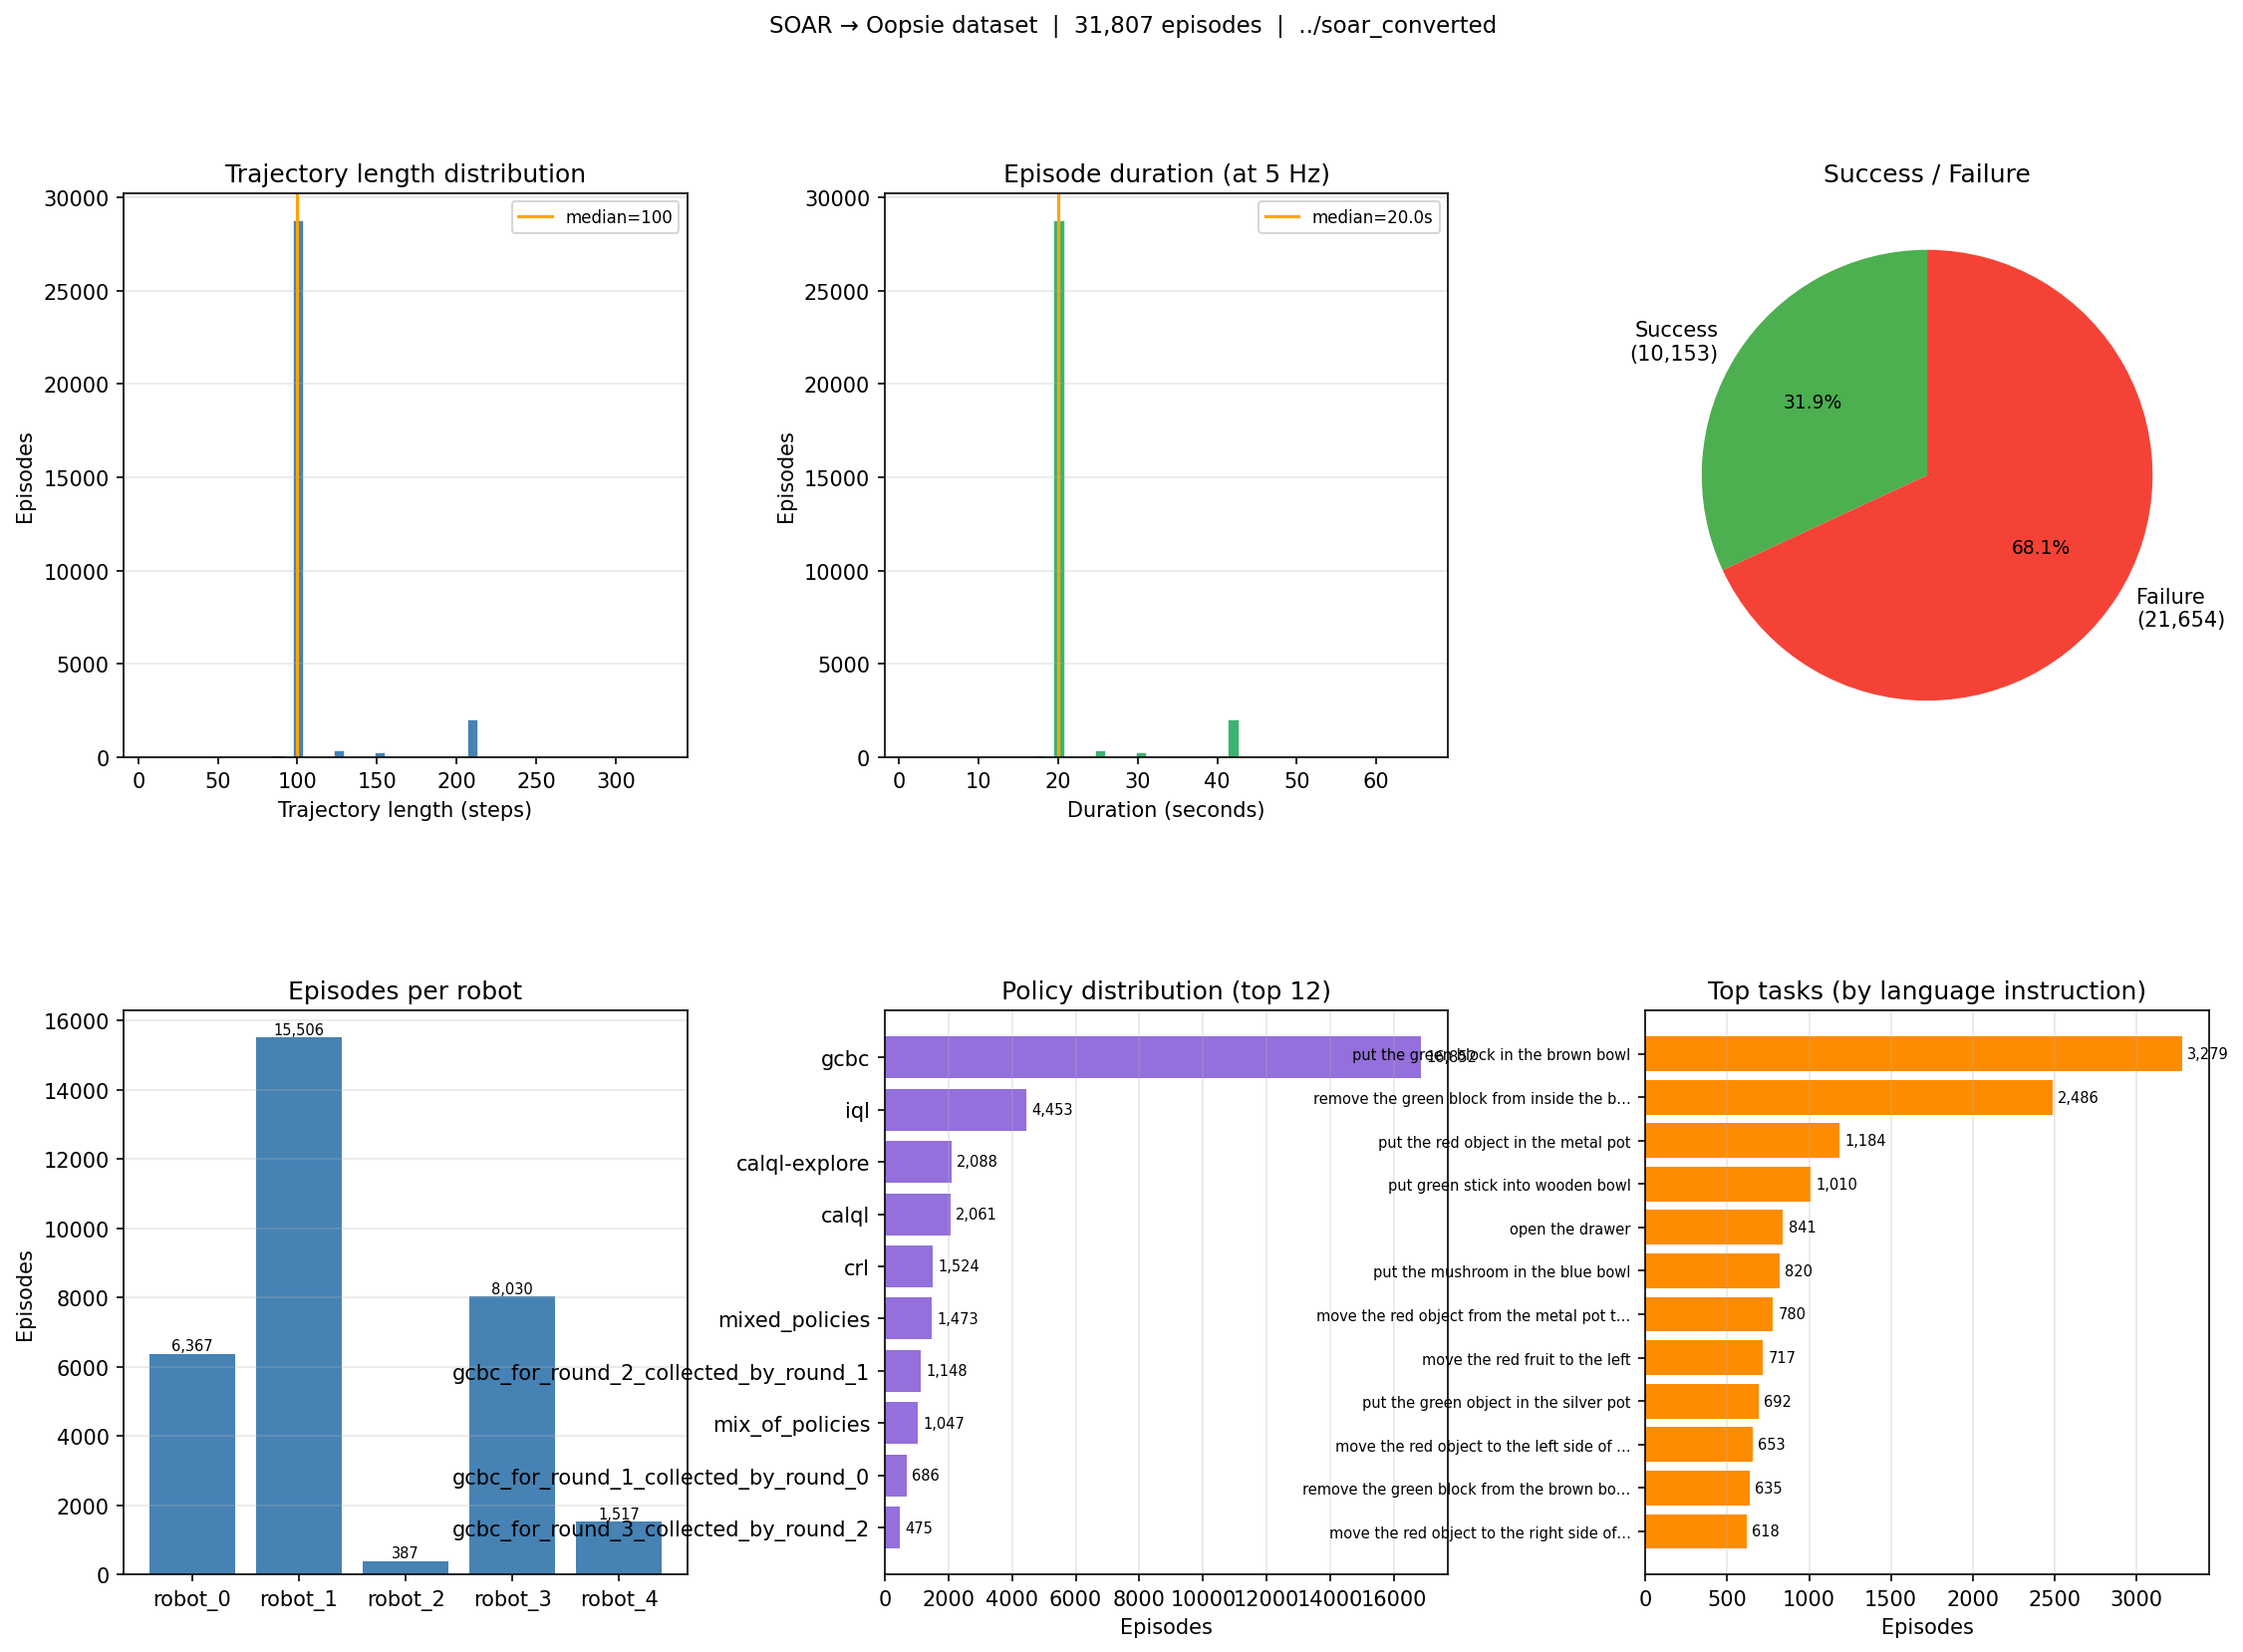 SOAR → Oopsie dataset | 31,807 episodes | ../soar_converted
Trajectory length distribution
30000
25000
20000
15000
10000
5000
0
Episodes
median=100
0 50 100 150 200 250 300
Trajectory length (steps)
Episode duration (at 5 Hz)
30000
25000
20000
15000
10000
5000
0
Episodes
median=20.0s
0 10 20 30 40 50 60
Duration (seconds)
Success / Failure
Success
(10,153)
31.9%
68.1%
Failure
(21,654)
Episodes per robot
16000
14000
12000
10000
8000
6000
4000
2000
0
Episodes
6,367
15,506
387
8,030
1,517
robot_0 robot_1 robot_2 robot_3 robot_4
Policy distribution (top 12)
gcbc 16,852
iql 4,453
calql-explore 2,088
calql 2,061
crl 1,524
mixed_policies 1,473
gcbc_for_round_2_collected_by_round_1 1,148
mix_of_policies 1,047
gcbc_for_round_1_collected_by_round_0 686
gcbc_for_round_3_collected_by_round_2 475
0 2000 4000 6000 8000 10000 12000 14000 16000
Episodes
Top tasks (by language instruction)
put the green block in the brown bowl 3,279
remove the green block from inside the b… 2,486
put the red object in the metal pot 1,184
put green stick into wooden bowl 1,010
open the drawer 841
put the mushroom in the blue bowl 820
move the red object from the metal pot t… 780
move the red fruit to the left 717
put the green object in the silver pot 692
move the red object to the left side of … 653
remove the green block from the brown bo… 635
move the red object to the right side of… 618
0 500 1000 1500 2000 2500 3000
Episodes